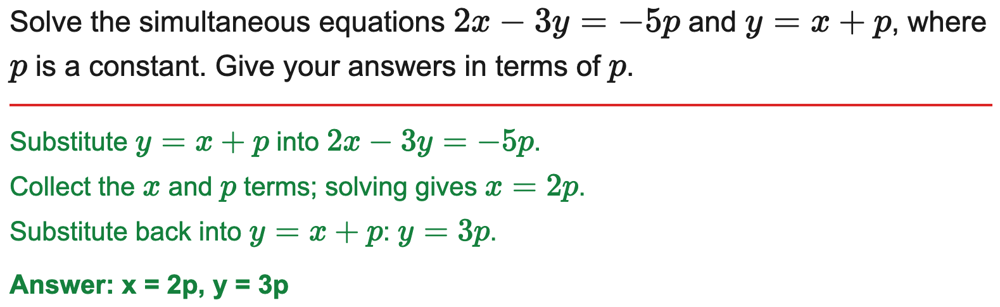 Solve the simultaneous equations 2x − 3y = −5p and y = x + p, where
p is a constant. Give your answers in terms of p.
Substitute y = x + p into 2x − 3y = −5p.
Collect the x and p terms; solving gives x = 2p.
Substitute back into y = x + p: y = 3p.
Answer: x = 2p, y = 3p